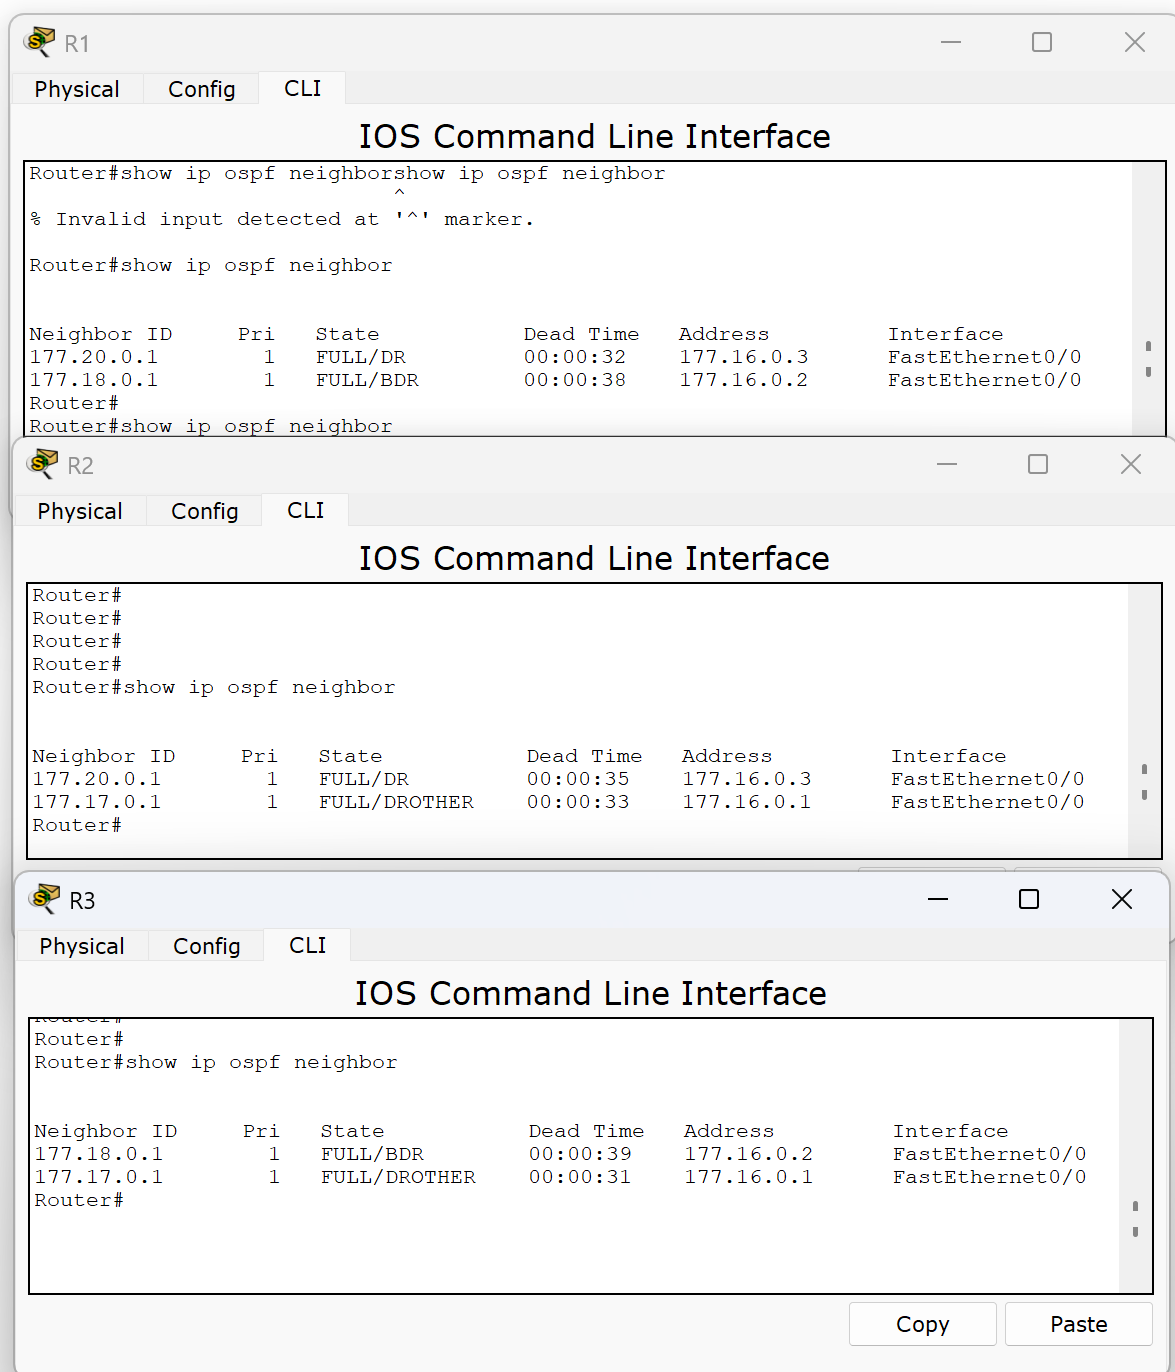 R1
Physical Config CLI
IOS Command Line Interface
Router#show ip ospf neighborshow ip ospf neighbor
^
% Invalid input detected at '^' marker.
Router#show ip ospf neighbor
Neighbor ID Pri State Dead Time Address Interface
177.20.0.1 1 FULL/DR 00:00:32 177.16.0.3 FastEthernet0/0
177.18.0.1 1 FULL/BDR 00:00:38 177.16.0.2 FastEthernet0/0
Router#
Router#show ip ospf neighbor
R2
Physical Config CLI
IOS Command Line Interface
Router#
Router#
Router#
Router#
Router#show ip ospf neighbor
Neighbor ID Pri State Dead Time Address Interface
177.20.0.1 1 FULL/DR 00:00:35 177.16.0.3 FastEthernet0/0
177.17.0.1 1 FULL/DROTHER 00:00:33 177.16.0.1 FastEthernet0/0
Router#
R3
Physical Config CLI
IOS Command Line Interface
Router#
Router#
Router#show ip ospf neighbor
Neighbor ID Pri State Dead Time Address Interface
177.18.0.1 1 FULL/BDR 00:00:39 177.16.0.2 FastEthernet0/0
177.17.0.1 1 FULL/DROTHER 00:00:31 177.16.0.1 FastEthernet0/0
Router#
Copy Paste